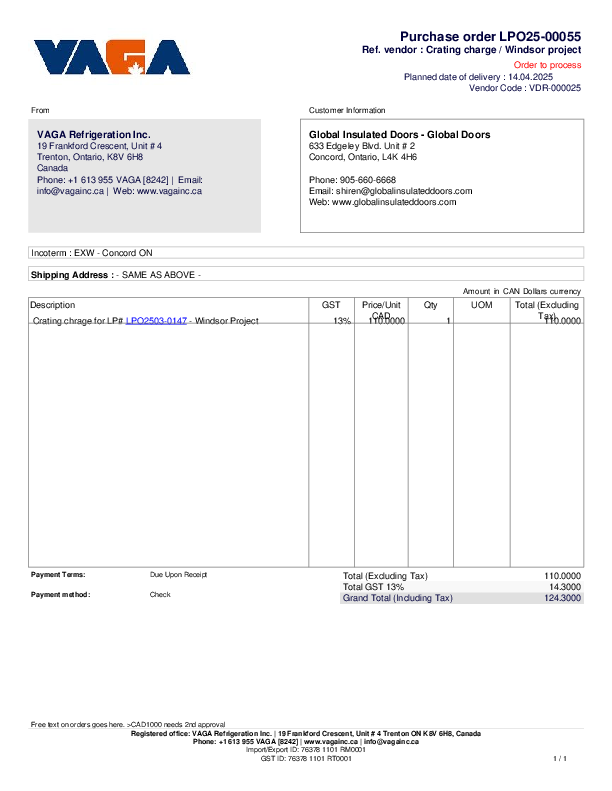 VAGA
Purchase order LPO25-00055
Ref. vendor : Crating charge / Windsor project
Order to process
Planned date of delivery : 14.04.2025
Vendor Code : VDR-000025
From
Customer Information
VAGA Refrigeration Inc.
19 Frankford Crescent, Unit # 4
Trenton, Ontario, K8V 6H8
Canada
Phone: +1 613 955 VAGA [8242] | Email:
info@vagainc.ca | Web: www.vagainc.ca
Global Insulated Doors - Global Doors
633 Edgeley Blvd. Unit # 2
Concord, Ontario, L4K 4H6
Phone: 905-660-6668
Email: shiren@globalinsulateddoors.com
Web: www.globalinsulateddoors.com
Incoterm : EXW - Concord ON
Shipping Address : - SAME AS ABOVE -
Amount in CAN Dollars currency
Description GST Price/Unit CAD Qty UOM Total (Excluding Tax)
Crating chrage for LP# LPO2503-0147 - Windsor Project 13% 110.0000 1 110.0000
Payment Terms: Due Upon Receipt
Payment method: Check
Total (Excluding Tax) 110.0000
Total GST 13% 14.3000
Grand Total (Including Tax) 124.3000
Free text on orders goes here. >CAD1000 needs 2nd approval
Registered office: VAGA Refrigeration Inc. | 19 Frankford Crescent, Unit # 4 Trenton ON K8V 6H8, Canada
Phone: +1 613 955 VAGA [8242] | www.vagainc.ca | info@vagainc.ca
Import/Export ID: 76378 1101 RM0001
GST ID: 76378 1101 RT0001
1 / 1